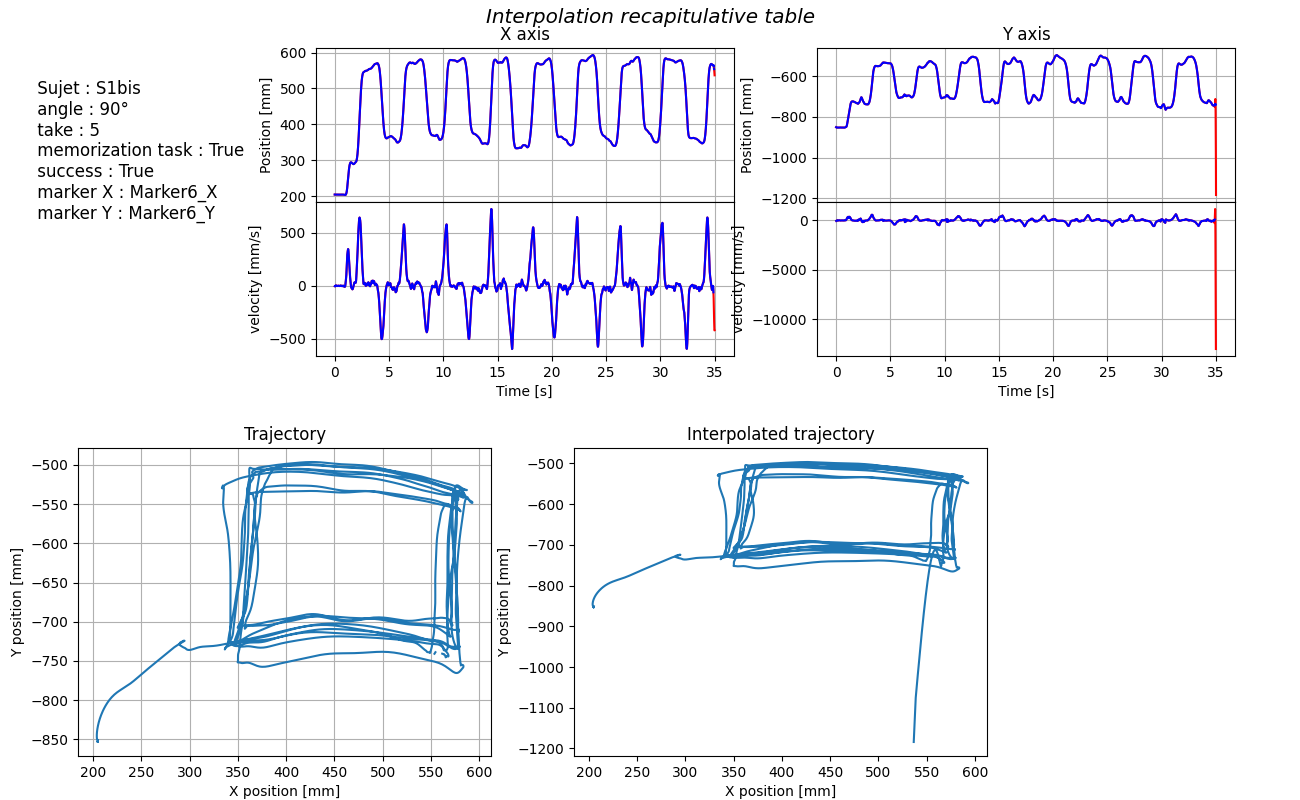 Interpolation recapitulative table
X axis
Y axis
Sujet : S1bis
angle : 90°
take : 5
memorization task : True
success : True
marker X : Marker6_X
marker Y : Marker6_Y
Position [mm]
600
500
400
300
200
velocity [mm/s]
500
0
−500
0 5 10 15 20 25 30 35
Time [s]
Position [mm]
−600
−800
−1000
−1200
velocity [mm/s]
0
−5000
−10000
0 5 10 15 20 25 30 35
Time [s]
Trajectory
Y position [mm]
−500
−550
−600
−650
−700
−750
−800
−850
200 250 300 350 400 450 500 550 600
X position [mm]
Interpolated trajectory
Y position [mm]
−500
−600
−700
−800
−900
−1000
−1100
−1200
200 250 300 350 400 450 500 550 600
X position [mm]